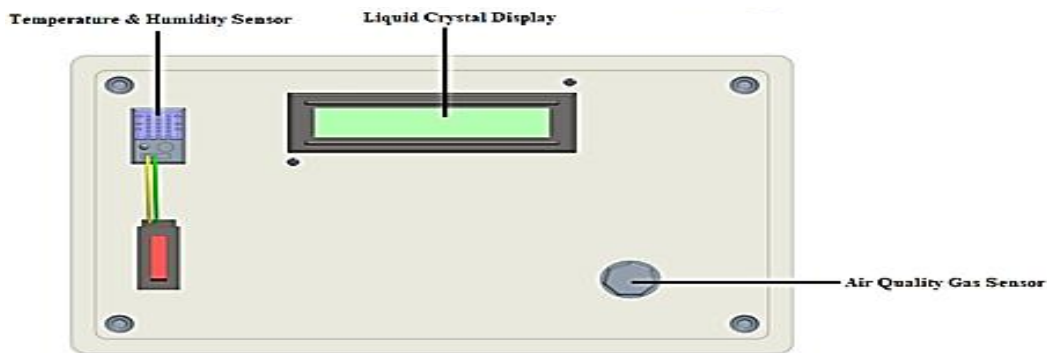 Temperature & Humidity Sensor
Liquid Crystal Display
Air Quality Gas Sensor